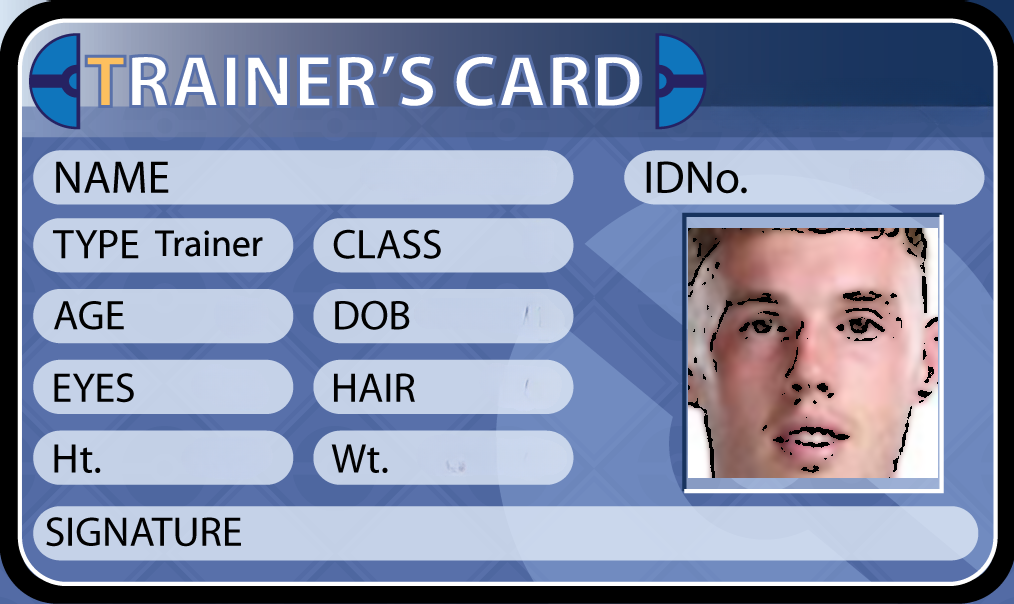 TRAINER'S CARD
NAME IDNo.
TYPE Trainer CLASS
AGE DOB
EYES HAIR
Ht. Wt.
SIGNATURE